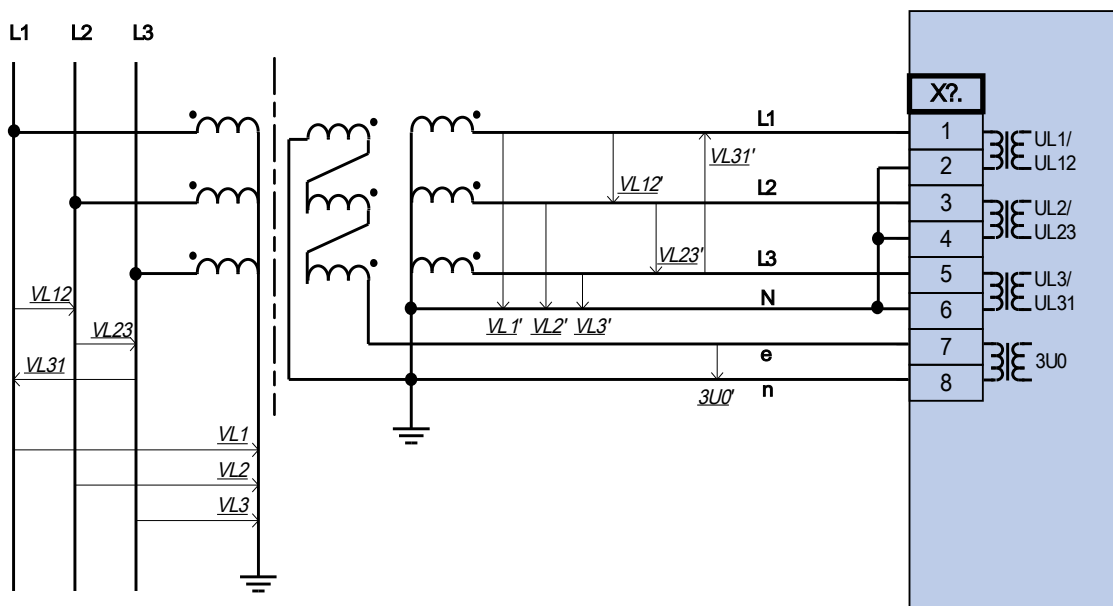 L1 L2 L3
X?.
1
2
3
4
5
6
7
8
UL1/
UL12
UL2/
UL23
UL3/
UL31
3U0
L1
VL31'
VL12'
L2
VL23'
L3
N
VL1' VL2' VL3'
e
n
3U0'
VL12
VL23
VL31
VL1
VL2
VL3